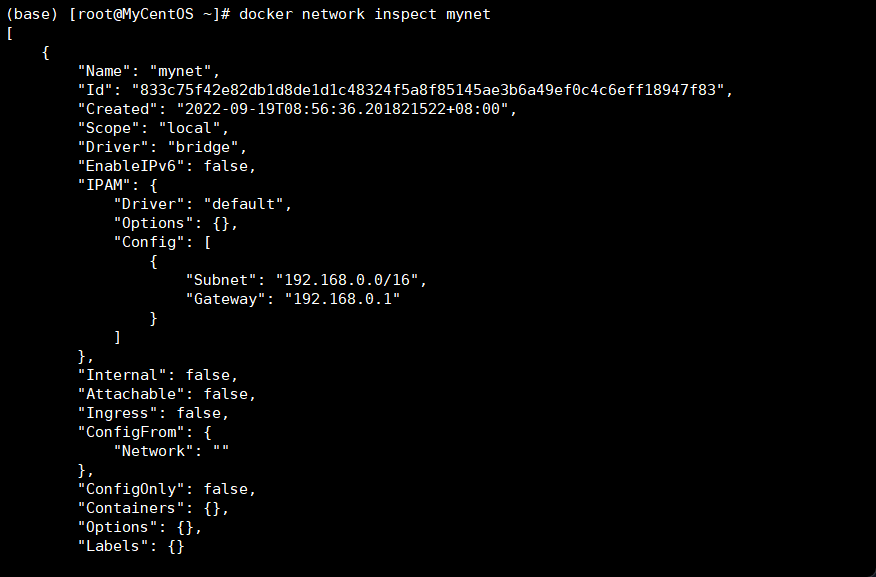 (base) [root@MyCentOS ~]# docker network inspect mynet
[
    {
        "Name": "mynet",
        "Id": "833c75f42e82db1d8de1d1c48324f5a8f85145ae3b6a49ef0c4c6eff18947f83",
        "Created": "2022-09-19T08:56:36.201821522+08:00",
        "Scope": "local",
        "Driver": "bridge",
        "EnableIPv6": false,
        "IPAM": {
            "Driver": "default",
            "Options": {},
            "Config": [
                {
                    "Subnet": "192.168.0.0/16",
                    "Gateway": "192.168.0.1"
                }
            ]
        },
        "Internal": false,
        "Attachable": false,
        "Ingress": false,
        "ConfigFrom": {
            "Network": ""
        },
        "ConfigOnly": false,
        "Containers": {},
        "Options": {},
        "Labels": {}